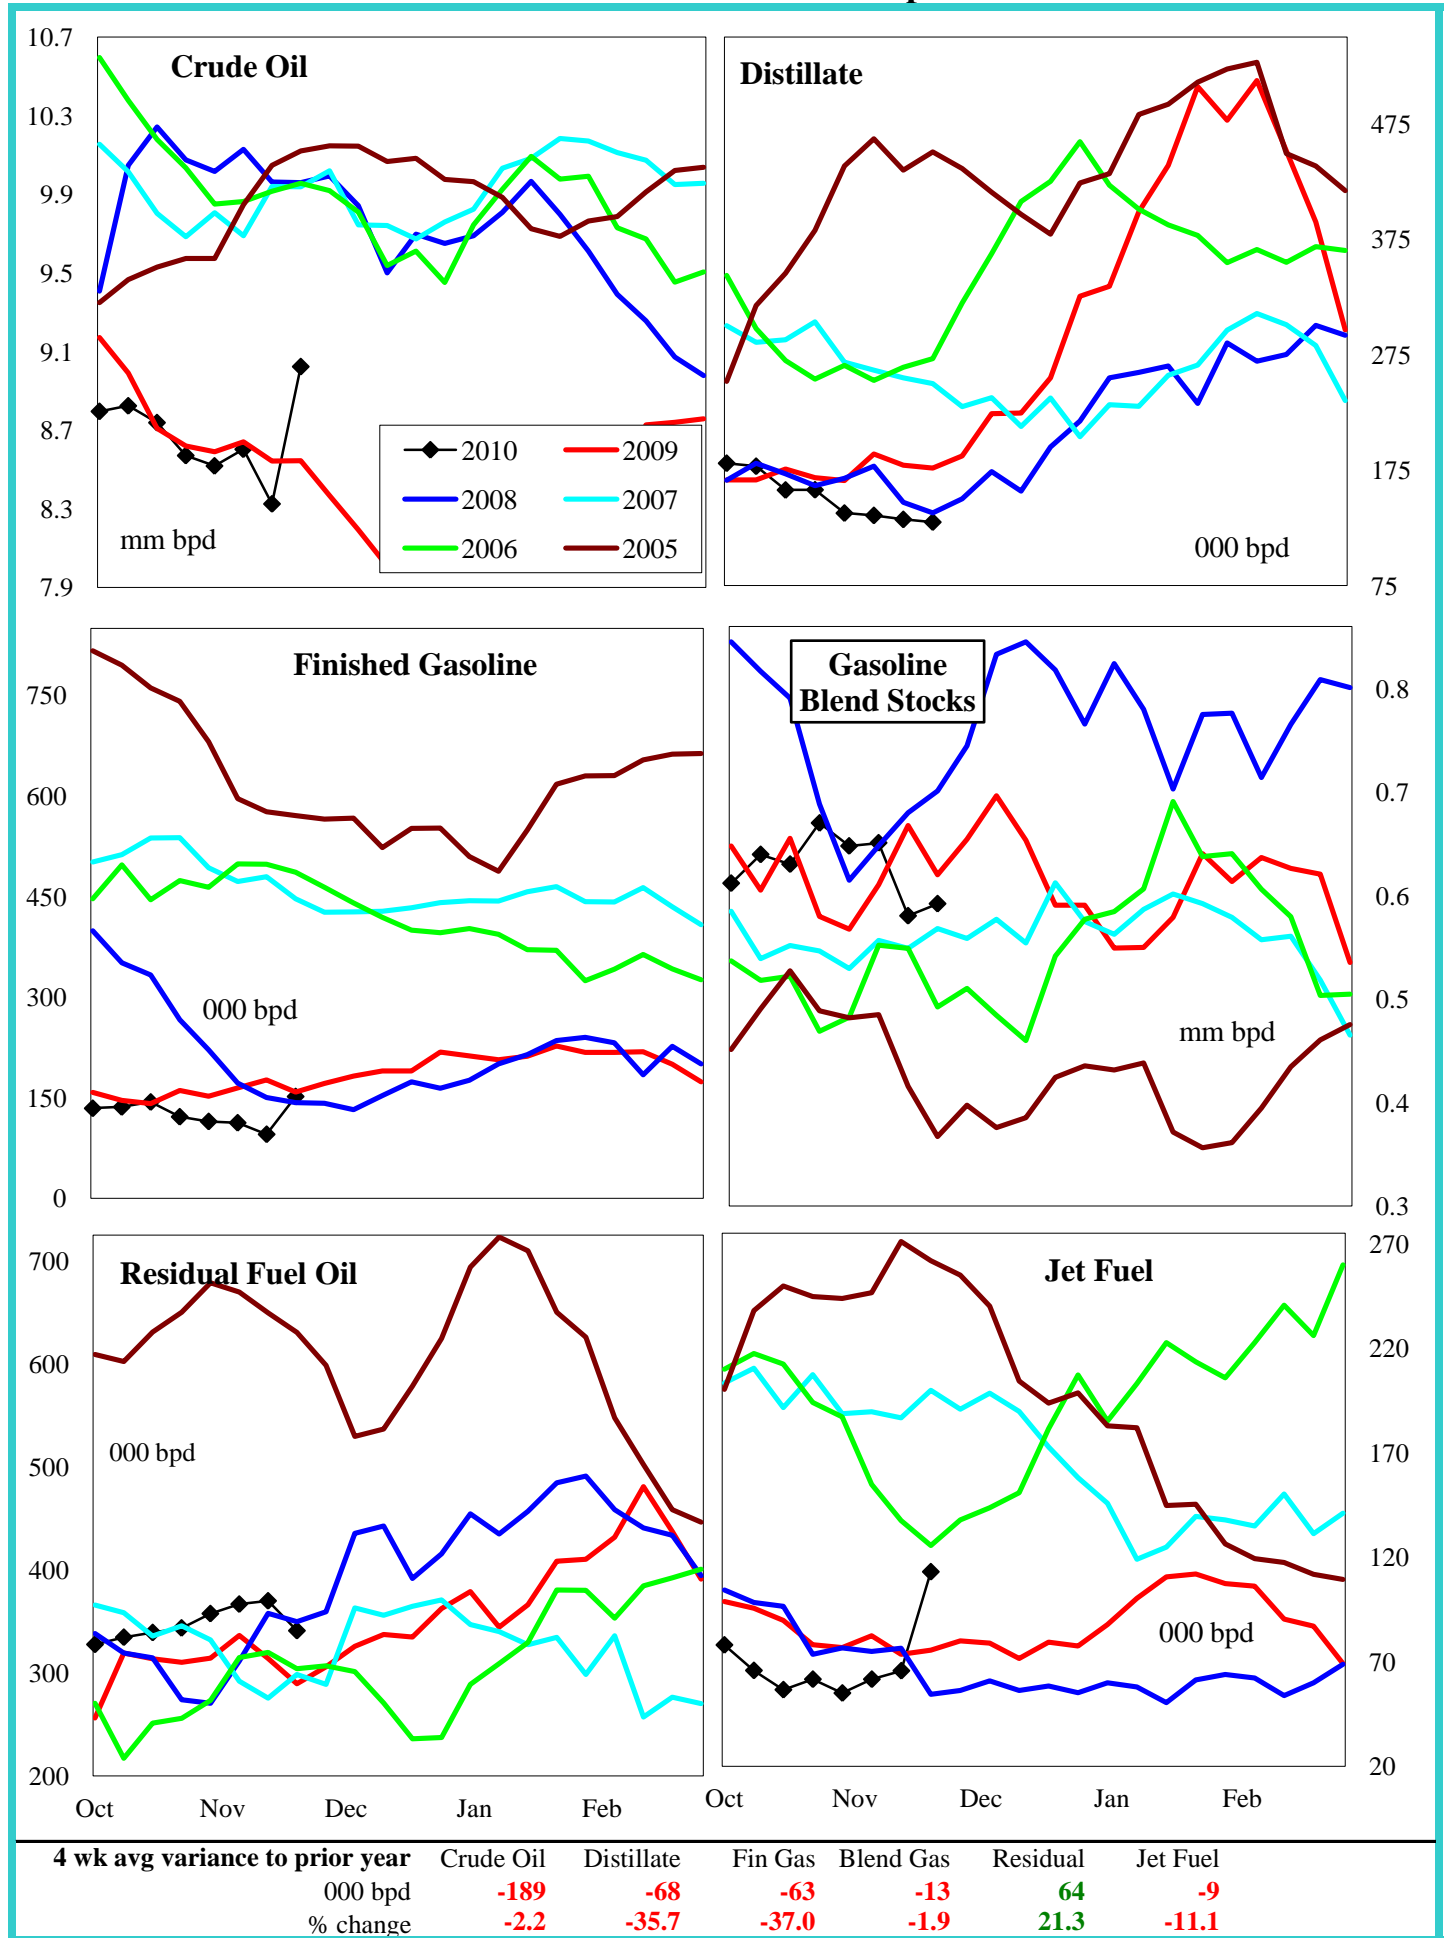 Crude Oil
10.7
10.3
9.9
9.5
9.1
8.7
8.3
7.9
mm bpd
2010
2009
2008
2007
2006
2005
Distillate
475
375
275
175
75
000 bpd
Finished Gasoline
750
600
450
300
150
0
000 bpd
Gasoline
Blend Stocks
0.8
0.7
0.6
0.5
0.4
0.3
mm bpd
Residual Fuel Oil
700
600
500
400
300
200
000 bpd
Oct Nov Dec Jan Feb
Jet Fuel
270
220
170
120
70
20
000 bpd
Oct Nov Dec Jan Feb
4 wk avg variance to prior year Crude Oil Distillate Fin Gas Blend Gas Residual Jet Fuel
000 bpd -189 -68 -63 -13 64 -9
% change -2.2 -35.7 -37.0 -1.9 21.3 -11.1